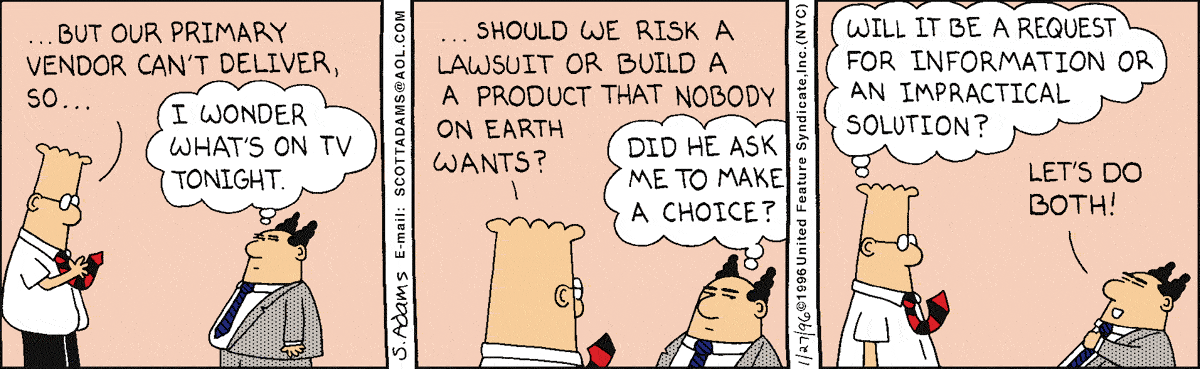 ...BUT OUR PRIMARY
VENDOR CAN'T DELIVER,
SO...
I WONDER
WHAT'S ON TV
TONIGHT.
S. Adams E-mail: SCOTTADAMS@AOL.COM
...SHOULD WE RISK A
LAWSUIT OR BUILD A
A PRODUCT THAT NOBODY
ON EARTH
WANTS?
DID HE ASK
ME TO MAKE
A CHOICE?
1/27/96 © 1996 United Feature Syndicate, Inc. (NYC)
WILL IT BE A REQUEST
FOR INFORMATION OR
AN IMPRACTICAL
SOLUTION?
LET'S DO
BOTH!